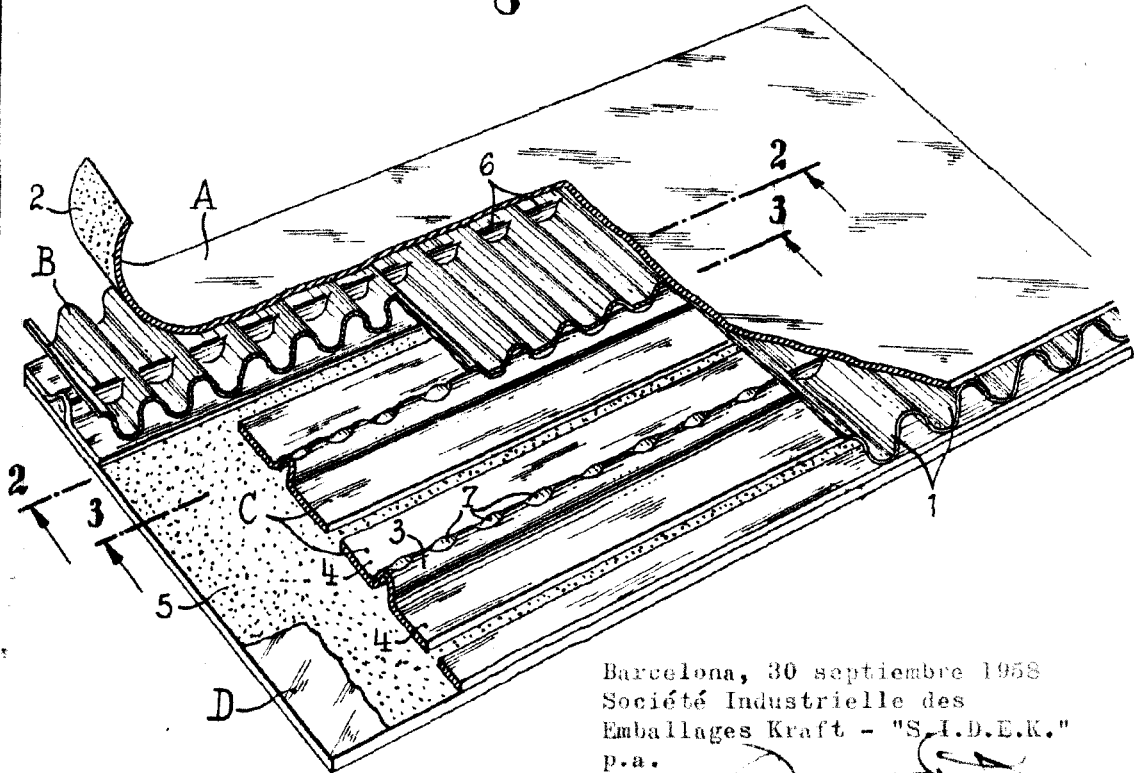 2
A
6
2
3
B
2
3
C
7
3
1
4
5
4
D
Barcelona, 30 septiembre 1958
Société Industrielle des
Emballages Kraft - "S.I.D.E.K."
p.a.